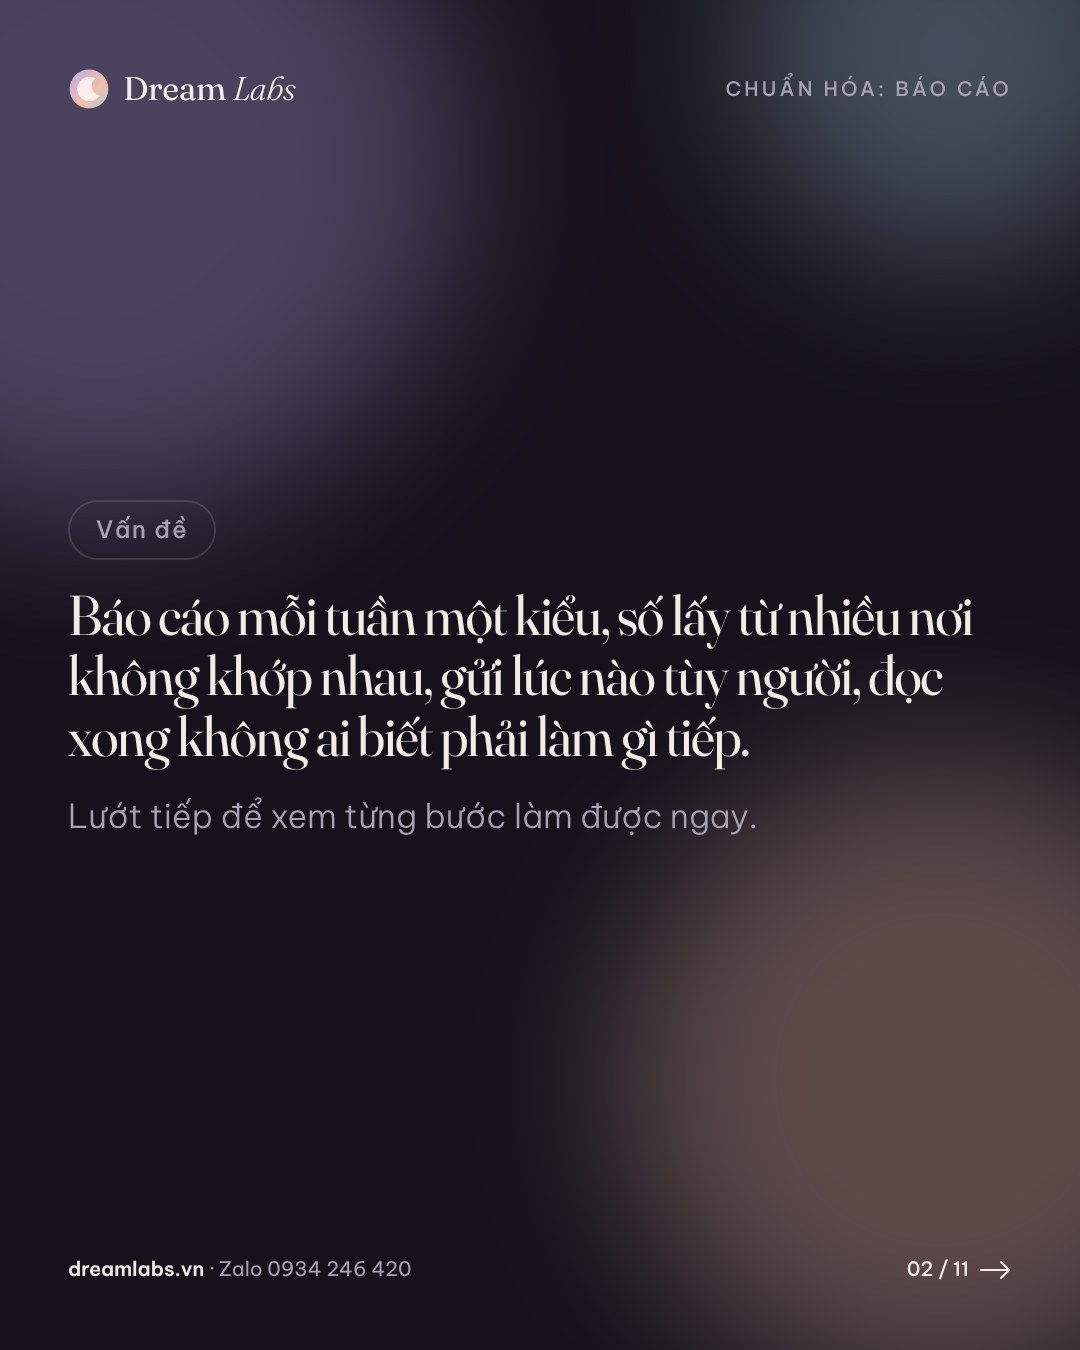 Dream Labs
CHUẨN HÓA: BÁO CÁO
Vấn đề
Báo cáo mỗi tuần một kiểu, số lấy từ nhiều nơi
không khớp nhau, gửi lúc nào tùy người, đọc
xong không ai biết phải làm gì tiếp.
Lướt tiếp để xem từng bước làm được ngay.
dreamlabs.vn · Zalo 0934 246 420
02 / 11 →